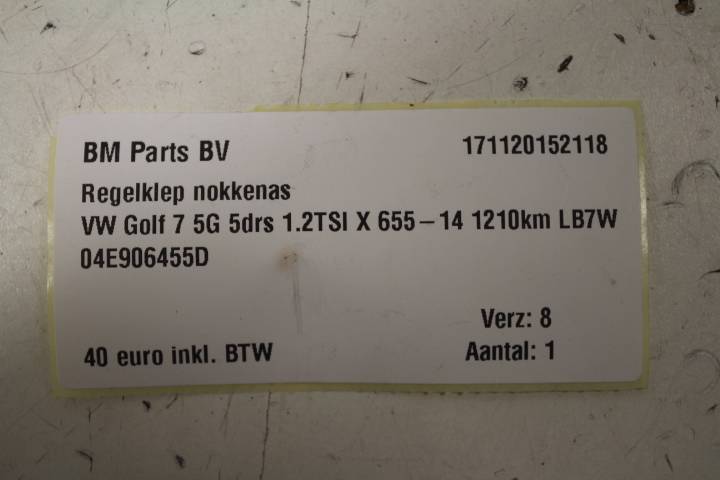 BM Parts BV 171120152118
Regelklep nokkenas
VW Golf 7 5G 5drs 1.2TSI X 655-14 1210km LB7W
04E906455D
Verz: 8
40 euro inkl. BTW Aantal: 1